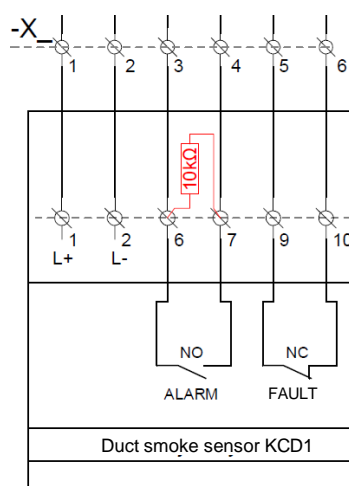 -X_
1 2 3 4 5 6
10kΩ
1 2 6 7 9 10
L+ L-
NO NC
ALARM FAULT
Duct smoke sensor KCD1